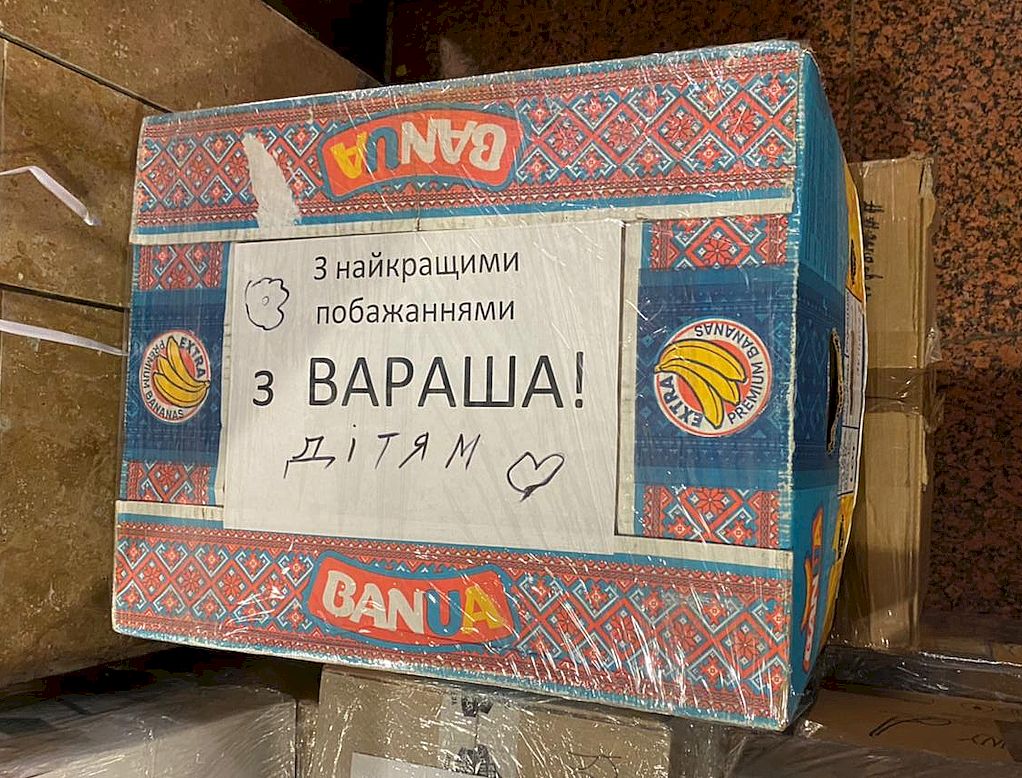 BANUA
З найкращими
побажаннями
з ВАРАША!
дітям
EXTRA
PREMIUM BANANAS
EXTRA
PREMIUM BANANAS
BANUA